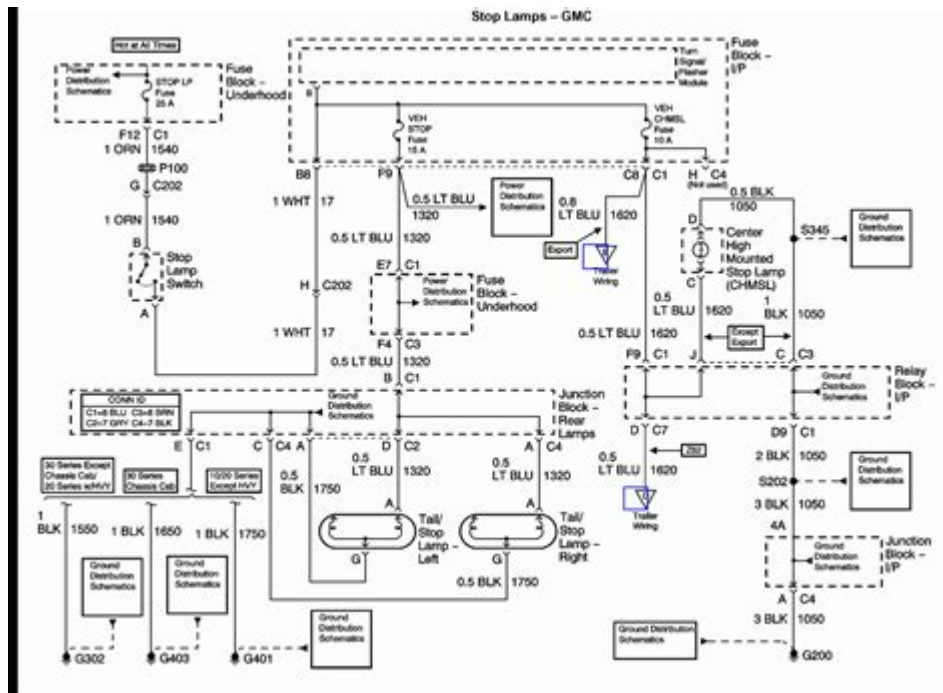 Stop Lamps – GMC
Hot at All Times
Power
Distribution
Schematics
STOP LP
Fuse
25 A
Fuse
Block –
Underhood
F12 C1
1 ORN 1540
P100
G C202
1 ORN 1540
B
Stop
Lamp
Switch
A
Turn
Signal/
Flasher
Module
Fuse
Block –
I/P
B
VEH
STOP
Fuse
15 A
VEH
CHMSL
Fuse
10 A
B8
F9
C8 C1
H C4
(Not used)
1 WHT 17
0.5 LT BLU
1320
Power
Distribution
Schematics
0.5 LT BLU 1320
H C202
1 WHT 17
E7 C1
Power
Distribution
Schematics
Fuse
Block –
Underhood
F4 C3
0.5 LT BLU 1320
B C1
0.8
LT BLU 1620
Export
Trailer
Wiring
0.5 BLK
1050
D
Center
High
Mounted
Stop Lamp
(CHMSL)
C
S345
Ground
Distribution
Schematics
0.5
LT BLU 1620
1
BLK 1050
Except
Export
0.5 LT BLU 1620
F9 C1
J
C C3
Ground
Distribution
Schematics
Relay
Block –
I/P
CONN ID
C1=6 BLU C3=8 BRN
C2=7 GRY C4=7 BLK
Ground
Distribution
Schematics
Junction
Block –
Rear
Lamps
E C1
C C4
A
D C2
A C4
D C7
0.5
LT BLU 1620
Z82
Trailer
Wiring
D9 C1
2 BLK 1050
S202
Ground
Distribution
Schematics
3 BLK 1050
4A
Ground
Distribution
Schematics
Junction
Block –
I/P
A C4
3 BLK 1050
Ground Distribution
Schematics
G200
30 Series Except
Chassis Cab/
20 Series w/HVY
30 Series
Chassis Cab
10/20 Series
Except HVY
0.5
BLK 1750
0.5
LT BLU 1320
0.5
LT BLU 1320
A
Tail/
Stop
Lamp –
Left
G
A
Tail/
Stop
Lamp –
Right
G
0.5 BLK 1750
1
BLK 1550
1 BLK 1650
1 BLK 1750
Ground
Distribution
Schematics
Ground
Distribution
Schematics
Ground
Distribution
Schematics
G302
G403
G401